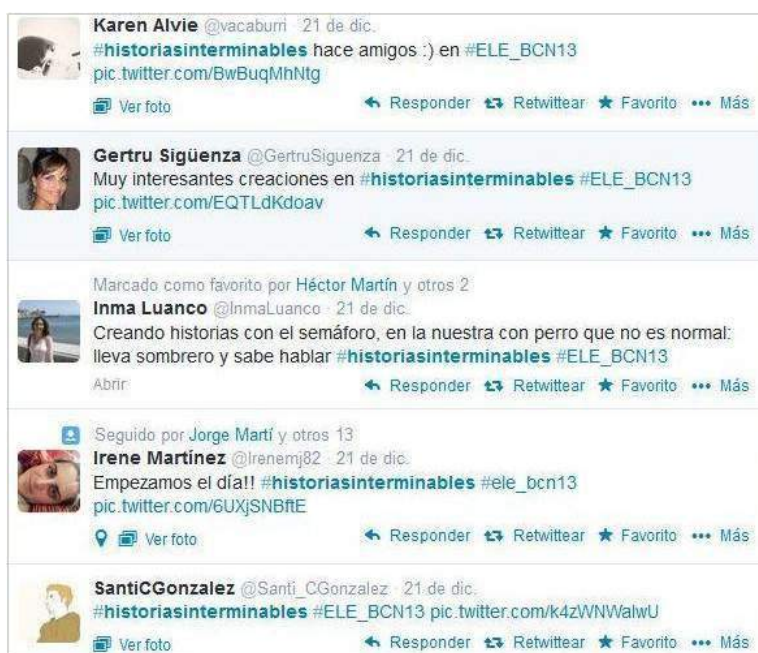 Karen Alvie @vacaburri · 21 de dic.
#historiasinterminables hace amigos :) en #ELE_BCN13
pic.twitter.com/BwBuqMhNtg
Ver foto Responder Retwittear Favorito Más
Gertru Sigüenza @GertruSiguenza · 21 de dic.
Muy interesantes creaciones en #historiasinterminables #ELE_BCN13
pic.twitter.com/EQTLdKdoav
Ver foto Responder Retwittear Favorito Más
Marcado como favorito por Héctor Martín y otros 2
Inma Luanco @InmaLuanco · 21 de dic.
Creando historias con el semáforo, en la nuestra con perro que no es normal:
lleva sombrero y sabe hablar #historiasinterminables #ELE_BCN13
Abrir Responder Retwittear Favorito Más
Seguido por Jorge Martí y otros 13
Irene Martínez @Irenemj82 · 21 de dic.
Empezamos el día!! #historiasinterminables #ele_bcn13
pic.twitter.com/6UXjSNBftE
Ver foto Responder Retwittear Favorito Más
SantiCGonzalez @Santi_CGonzalez · 21 de dic.
#historiasinterminables #ELE_BCN13 pic.twitter.com/k4zWNWalwU
Ver foto Responder Retwittear Favorito Más